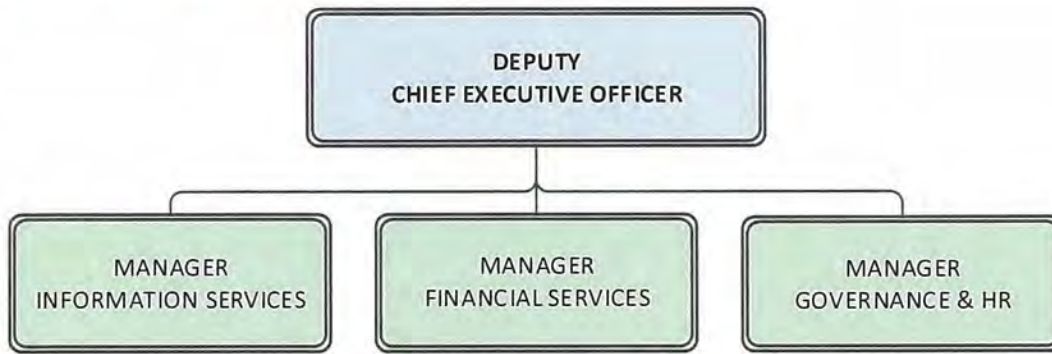 DEPUTY
CHIEF EXECUTIVE OFFICER
MANAGER
INFORMATION SERVICES
MANAGER
FINANCIAL SERVICES
MANAGER
GOVERNANCE & HR